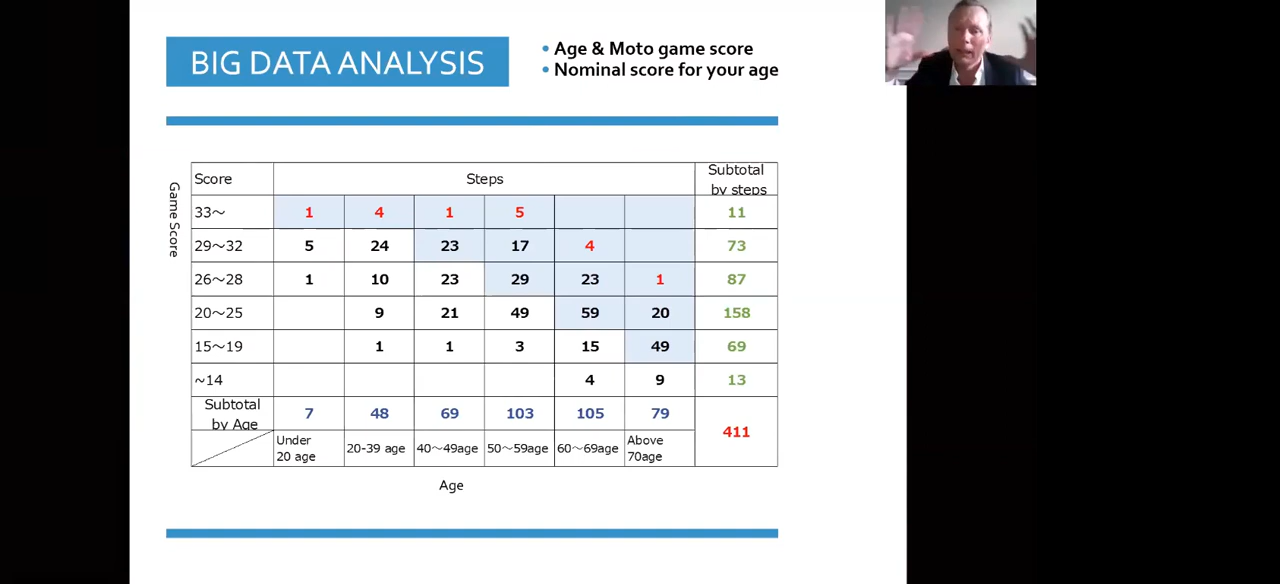 BIG DATA ANALYSIS
• Age & Moto game score
• Nominal score for your age
Game Score
Score Steps Subtotal by steps
33～ 1 4 1 5 11
29～32 5 24 23 17 4 73
26～28 1 10 23 29 23 1 87
20～25 9 21 49 59 20 158
15～19 1 1 3 15 49 69
~14 4 9 13
Subtotal by Age 7 48 69 103 105 79 411
Under 20 age 20-39 age 40～49age 50～59age 60～69age Above 70age
Age